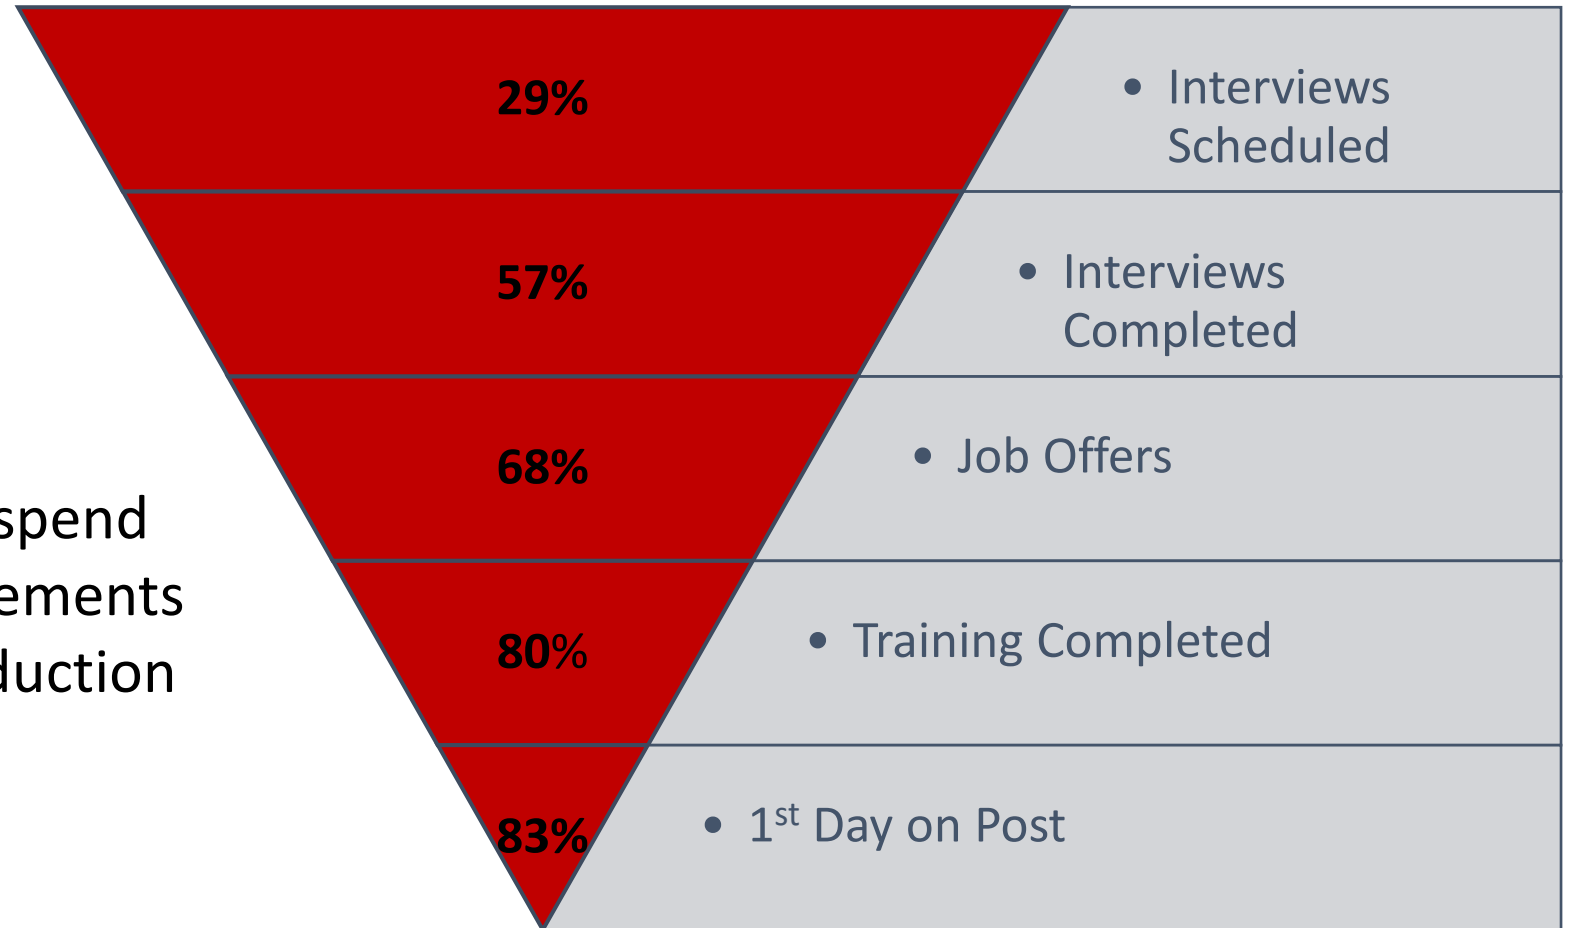 29%
• Interviews
Scheduled
57%
• Interviews
Completed
68%
• Job Offers
spend
ements
duction
80%
• Training Completed
83%
• 1st Day on Post